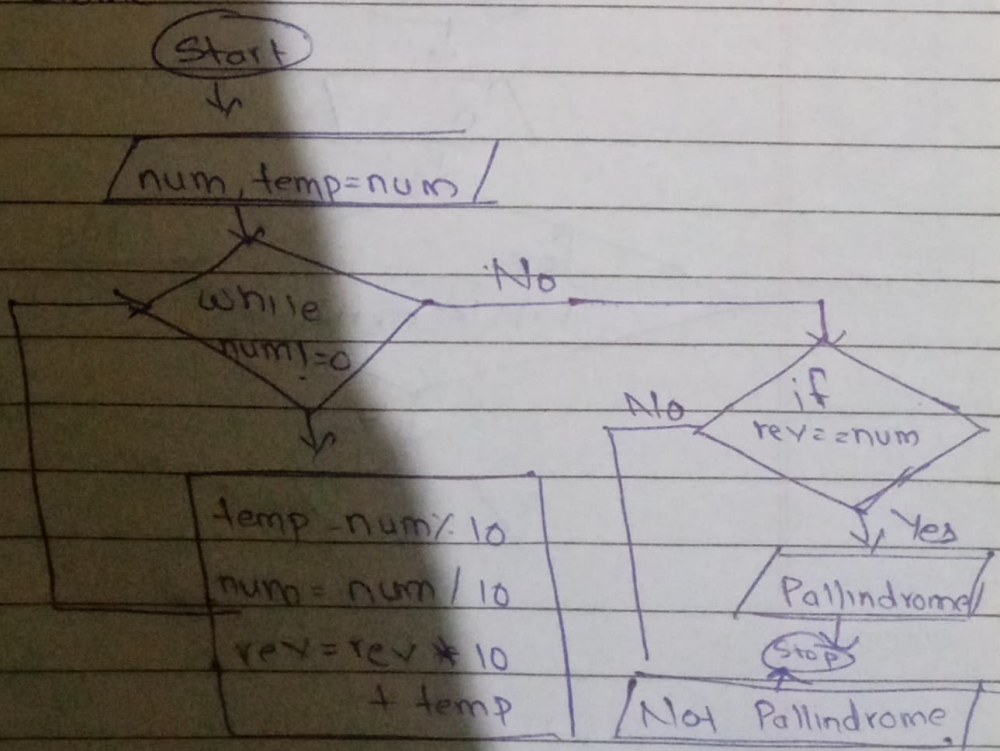 Start
num, temp=num
while
num!=0
No
if
rev==num
No
Yes
temp = num % 10
num = num / 10
rev = rev * 10
+ temp
Pallindrome
Stop
Not Pallindrome